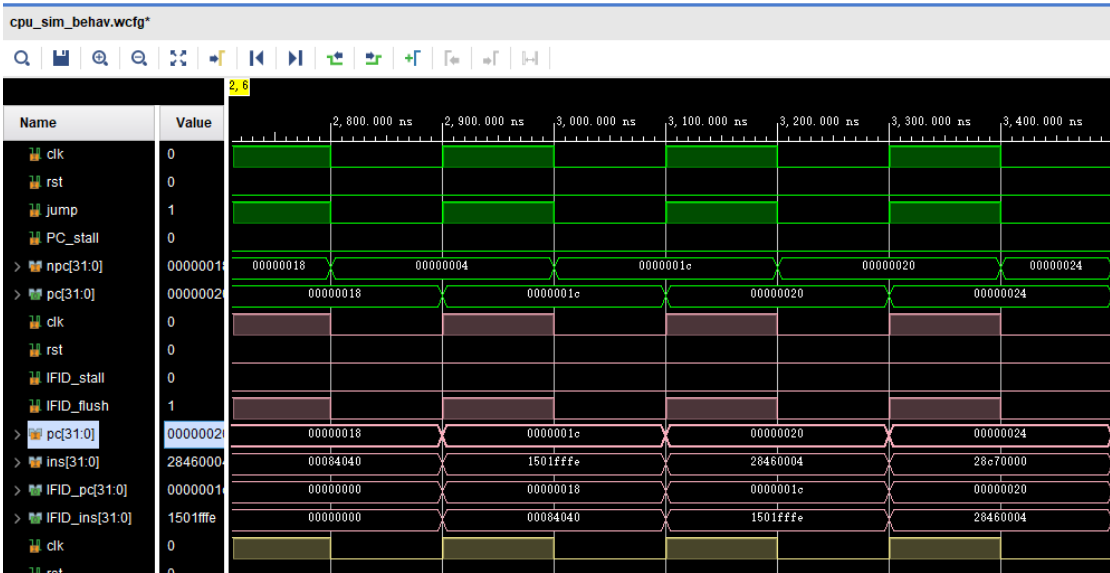 cpu_sim_behav.wcfg*
2,6
Name Value 2,800.000 ns 2,900.000 ns 3,000.000 ns 3,100.000 ns 3,200.000 ns 3,300.000 ns 3,400.000 ns
clk 0
rst 0
jump 1
PC_stall 0
npc[31:0] 00000018 00000018 00000004 0000001c 00000020 00000024
pc[31:0] 00000020 00000018 0000001c 00000020 00000024
clk 0
rst 0
IFID_stall 0
IFID_flush 1
pc[31:0] 00000020 00000018 0000001c 00000020 00000024
ins[31:0] 28460004 00084040 1501fffe 28460004 28c70000
IFID_pc[31:0] 0000001c 00000000 00000018 0000001c 00000020
IFID_ins[31:0] 1501fffe 00000000 00084040 1501fffe 28460004
clk 0